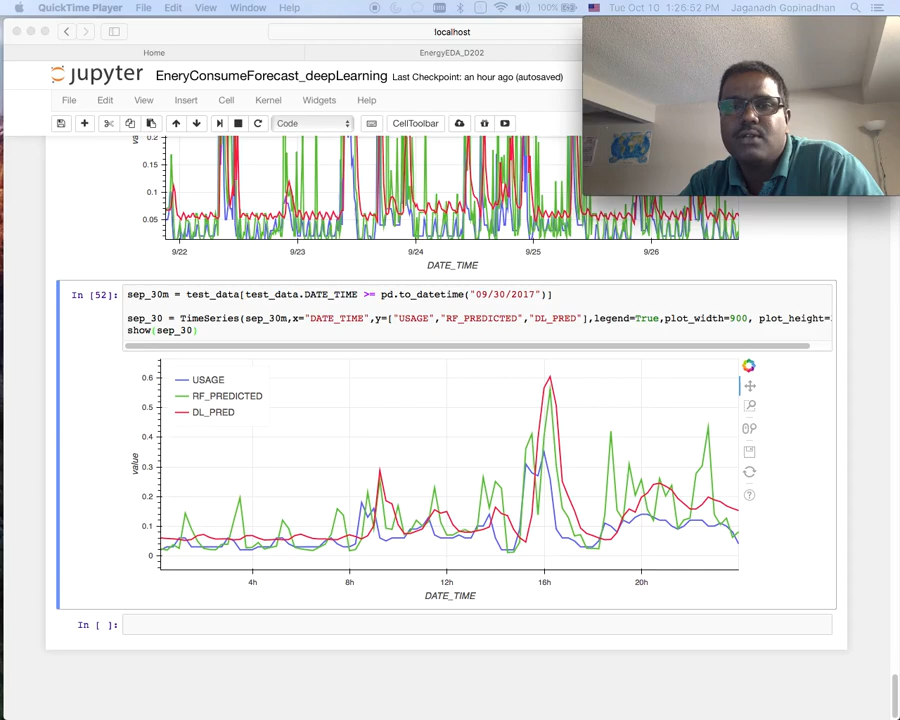 QuickTime Player File Edit View Window Help 100% Tue Oct 10 1:26:52 PM Jaganadh Gopinadhan
localhost
Home EnergyEDA_D202
jupyter EneryConsumeForecast_deepLearning Last Checkpoint: an hour ago (autosaved)
File Edit View Insert Cell Kernel Widgets Help
Code CellToolbar
0.2
0.15
0.1
0.05
9/22 9/23 9/24 9/25 9/26
DATE_TIME
In [52]: sep_30m = test_data[test_data.DATE_TIME >= pd.to_datetime("09/30/2017")]
sep_30 = TimeSeries(sep_30m,x="DATE_TIME",y=["USAGE","RF_PREDICTED","DL_PRED"],legend=True,plot_width=900, plot_height=
show(sep_30)
USAGE
RF_PREDICTED
DL_PRED
value
0.6
0.5
0.4
0.3
0.2
0.1
0
4h 8h 12h 16h 20h
DATE_TIME
In [ ]: